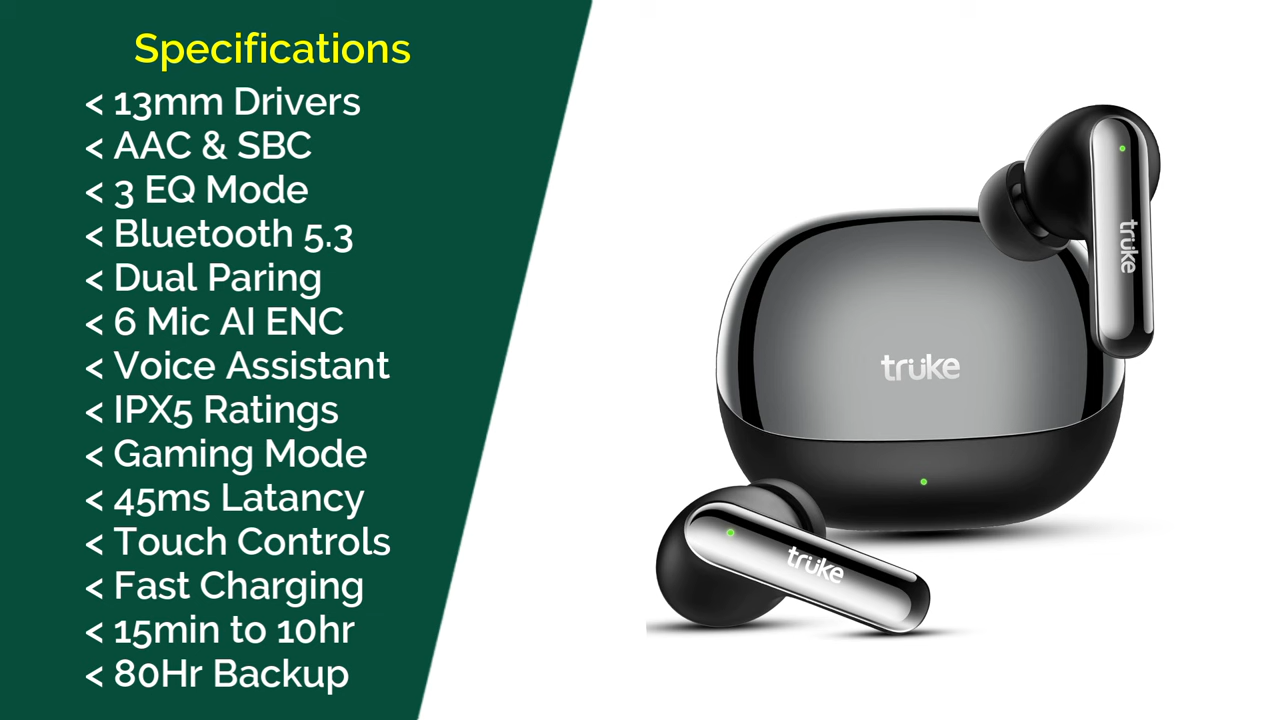 Specifications
< 13mm Drivers
< AAC & SBC
< 3 EQ Mode
< Bluetooth 5.3
< Dual Paring
< 6 Mic AI ENC
< Voice Assistant
< IPX5 Ratings
< Gaming Mode
< 45ms Latancy
< Touch Controls
< Fast Charging
< 15min to 10hr
< 80Hr Backup
trüke
trüke
trüke